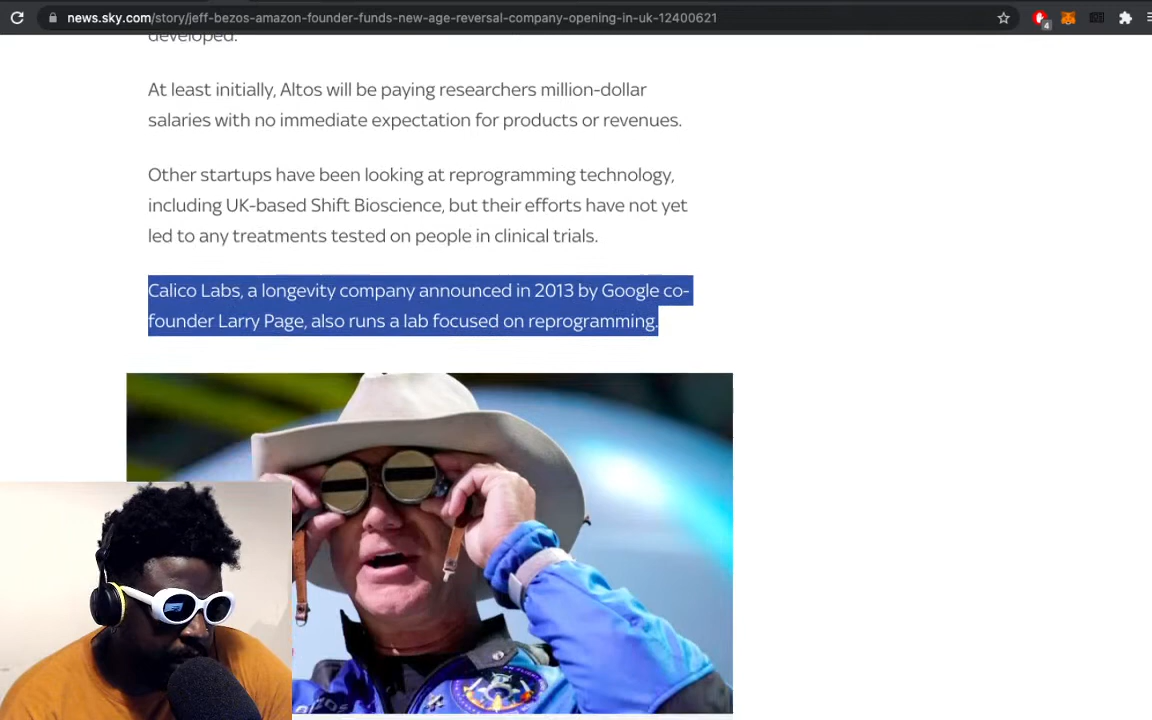 news.sky.com/story/jeff-bezos-amazon-founder-funds-new-age-reversal-company-opening-in-uk-12400621
4
developed.
At least initially, Altos will be paying researchers million-dollar
salaries with no immediate expectation for products or revenues.
Other startups have been looking at reprogramming technology,
including UK-based Shift Bioscience, but their efforts have not yet
led to any treatments tested on people in clinical trials.
Calico Labs, a longevity company announced in 2013 by Google co-
founder Larry Page, also runs a lab focused on reprogramming.